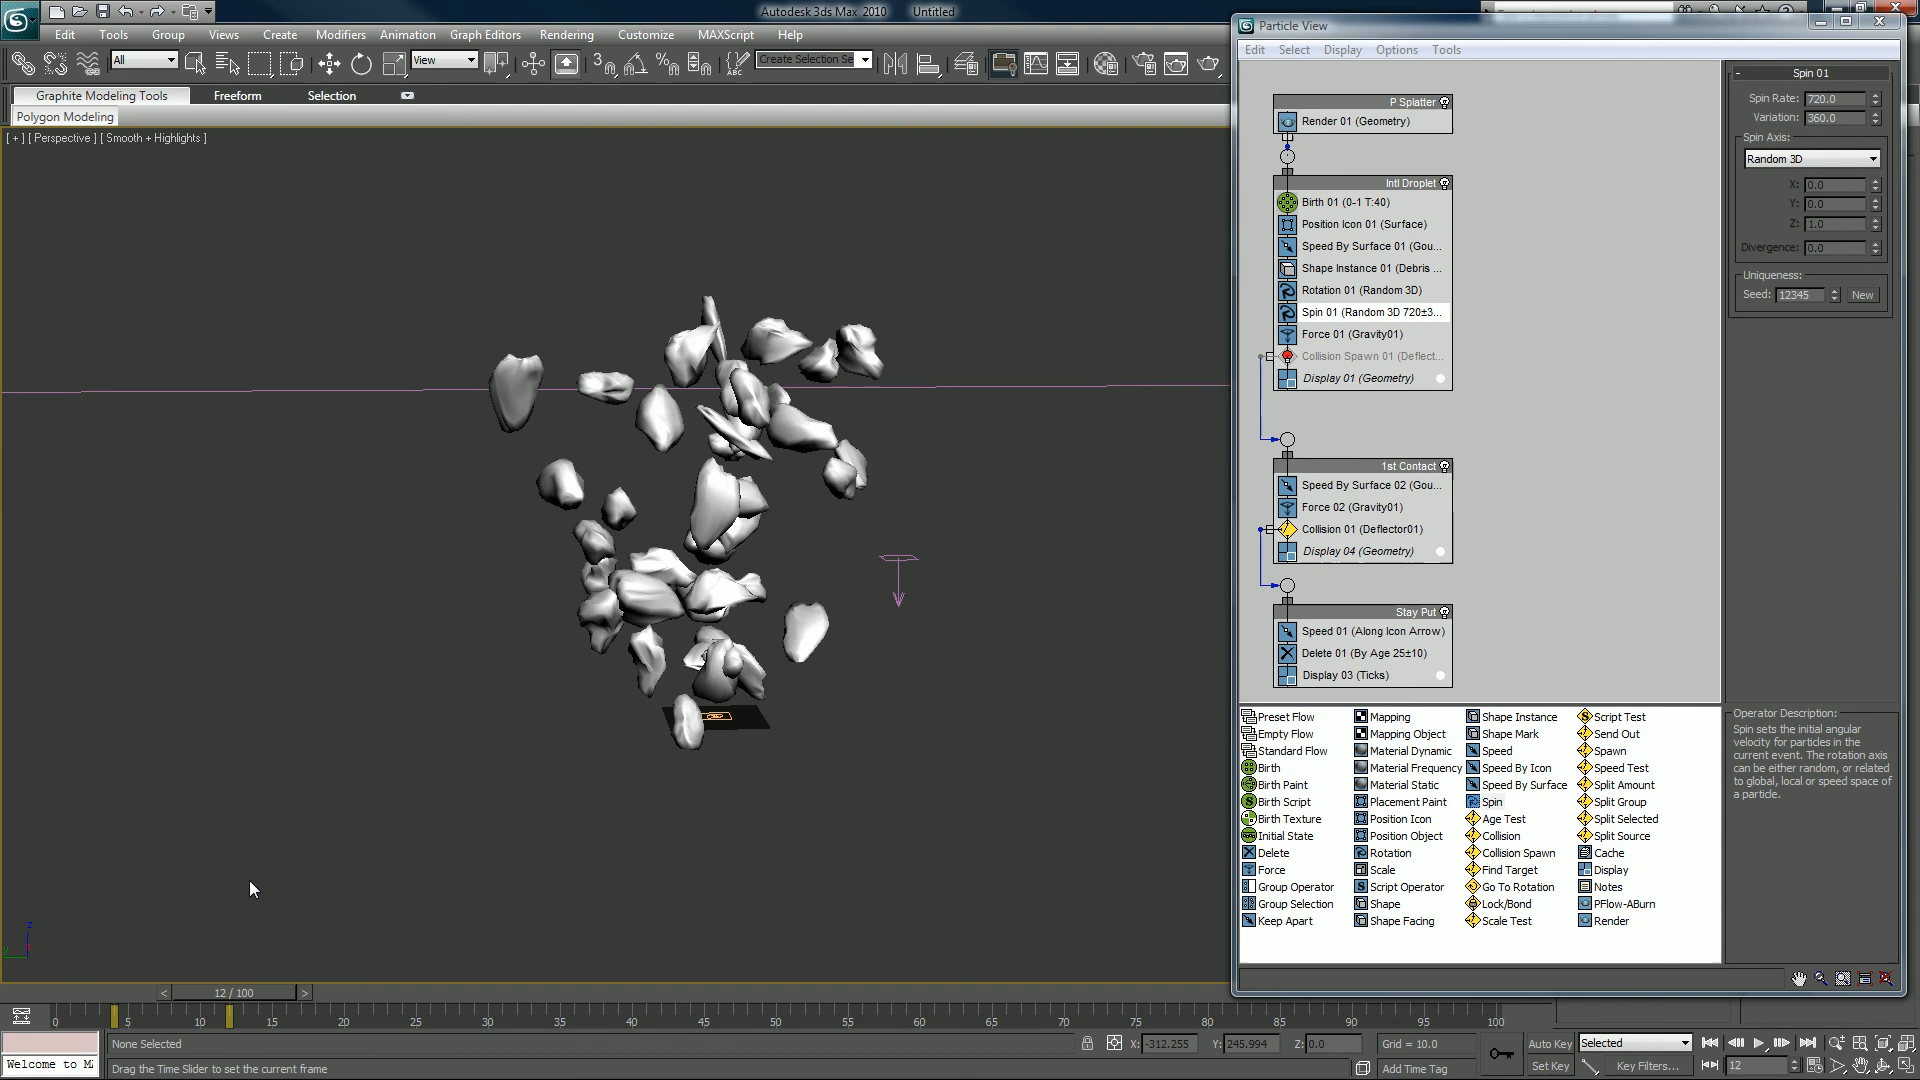 Autodesk 3ds Max 2010 Untitled
Edit Tools Group Views Create Modifiers Animation Graph Editors Rendering Customize MAXScript Help
All View Create Selection Se
Graphite Modeling Tools Freeform Selection
Polygon Modeling
[ + ] [ Perspective ] [ Smooth + Highlights ]
Particle View
Edit Select Display Options Tools
P Splatter
Render 01 (Geometry)
Intl Droplet
Birth 01 (0-1 T:40)
Position Icon 01 (Surface)
Speed By Surface 01 (Gou...
Shape Instance 01 (Debris ...
Rotation 01 (Random 3D)
Spin 01 (Random 3D 720±3...
Force 01 (Gravity01)
Collision Spawn 01 (Deflect...
Display 01 (Geometry)
1st Contact
Speed By Surface 02 (Gou...
Force 02 (Gravity01)
Collision 01 (Deflector01)
Display 04 (Geometry)
Stay Put
Speed 01 (Along Icon Arrow)
Delete 01 (By Age 25±10)
Display 03 (Ticks)
- Spin 01
Spin Rate: 720.0
Variation: 360.0
Spin Axis:
Random 3D
X: 0.0
Y: 0.0
Z: 1.0
Divergence: 0.0
Uniqueness:
Seed: 12345 New
Preset Flow Mapping Shape Instance Script Test
Empty Flow Mapping Object Shape Mark Send Out
Standard Flow Material Dynamic Speed Spawn
Birth Material Frequency Speed By Icon Speed Test
Birth Paint Material Static Speed By Surface Split Amount
Birth Script Placement Paint Spin Split Group
Birth Texture Position Icon Age Test Split Selected
Initial State Position Object Collision Split Source
Delete Rotation Collision Spawn Cache
Force Scale Find Target Display
Group Operator Script Operator Go To Rotation Notes
Group Selection Shape Lock/Bond PFlow-ABurn
Keep Apart Shape Facing Scale Test Render
Operator Description:
Spin sets the initial angular
velocity for particles in the
current event. The rotation axis
can be either random, or related
to global, local or speed space of
a particle.
z
y
< 12 / 100 >
0 5 10 15 20 25 30 35 40 45 50 55 60 65 70 75 80 85 90 95 100
None Selected X: -312.255 Y: 245.994 Z: 0.0 Grid = 10.0 Auto Key Selected
Welcome to M Drag the Time Slider to set the current frame Add Time Tag Set Key Key Filters... 12